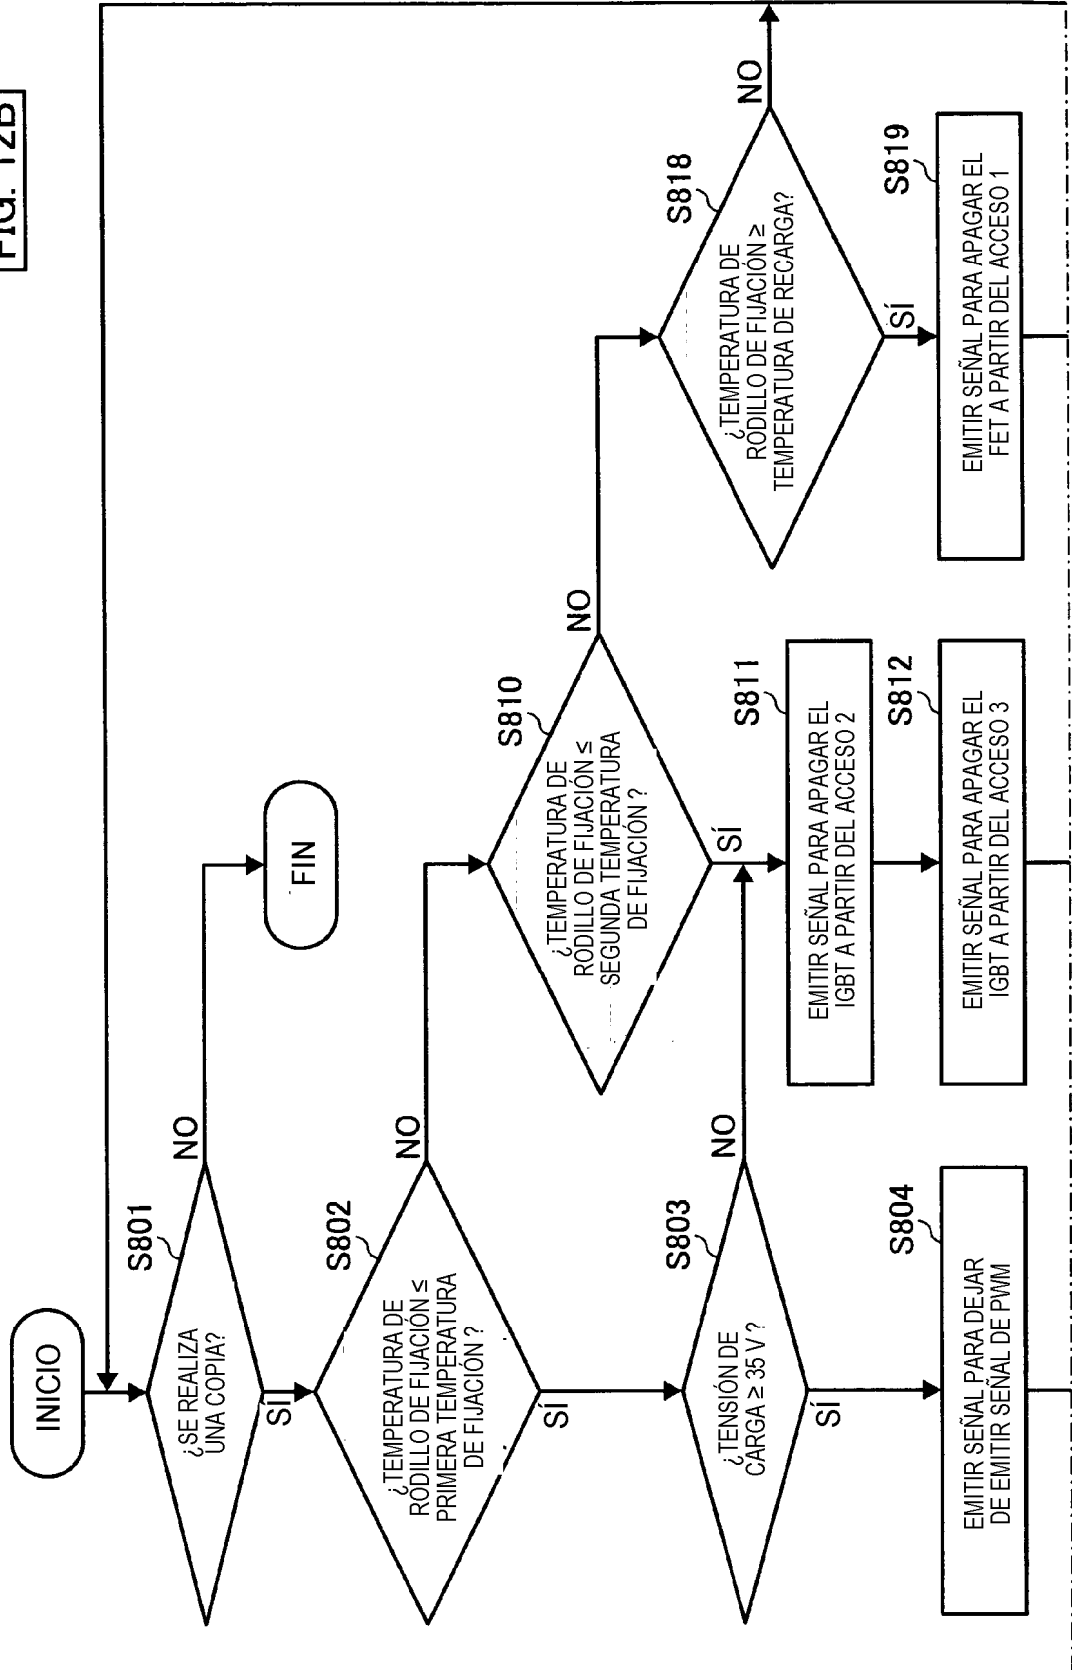 FIG. 12B
INICIO
S801
¿SE REALIZA
UNA COPIA?
NO
SÍ
FIN
S802
¿TEMPERATURA DE
RODILLO DE FIJACIÓN ≤
PRIMERA TEMPERATURA
DE FIJACIÓN ?
NO
SÍ
S810
¿TEMPERATURA DE
RODILLO DE FIJACIÓN ≤
SEGUNDA TEMPERATURA
DE FIJACIÓN ?
NO
SÍ
S818
¿TEMPERATURA DE
RODILLO DE FIJACIÓN ≥
TEMPERATURA DE RECARGA?
NO
SÍ
S803
¿TENSIÓN DE
CARGA ≥ 35 V ?
NO
SÍ
S811
EMITIR SEÑAL PARA APAGAR EL
IGBT A PARTIR DEL ACCESO 2
S804
EMITIR SEÑAL PARA DEJAR
DE EMITIR SEÑAL DE PWM
S812
EMITIR SEÑAL PARA APAGAR EL
IGBT A PARTIR DEL ACCESO 3
S819
EMITIR SEÑAL PARA APAGAR EL
FET A PARTIR DEL ACCESO 1